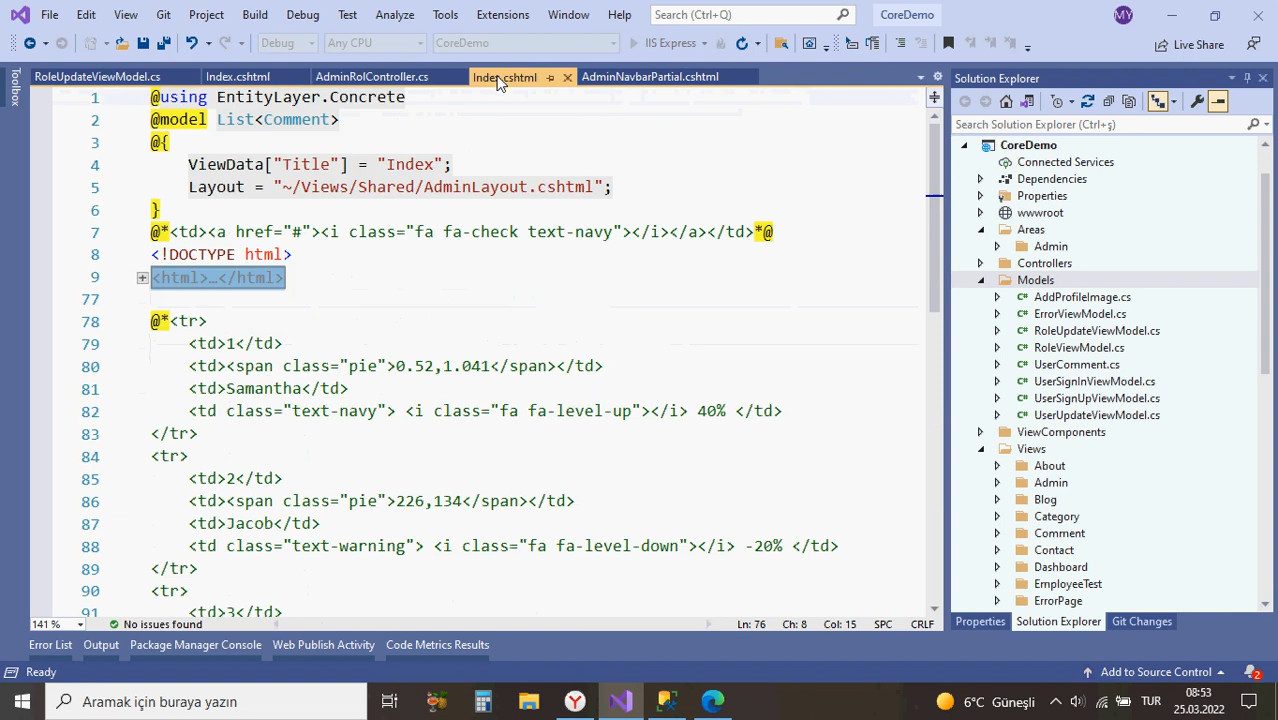 File Edit View Git Project Build Debug Test Analyze Tools Extensions Window Help Search (Ctrl+Q) CoreDemo MY
Debug Any CPU CoreDemo IIS Express Live Share
RoleUpdateViewModel.cs Index.cshtml AdminRolController.cs Index.cshtml AdminNavbarPartial.cshtml
Toolbox
1 @using EntityLayer.Concrete
2 @model List<Comment>
3 @{
4 ViewData["Title"] = "Index";
5 Layout = "~/Views/Shared/AdminLayout.cshtml";
6 }
7 @*<td><a href="#"><i class="fa fa-check text-navy"></i></a></td>*@
8 <!DOCTYPE html>
9 <html>…</html>
77
78 @*<tr>
79 <td>1</td>
80 <td><span class="pie">0.52,1.041</span></td>
81 <td>Samantha</td>
82 <td class="text-navy"> <i class="fa fa-level-up"></i> 40% </td>
83 </tr>
84 <tr>
85 <td>2</td>
86 <td><span class="pie">226,134</span></td>
87 <td>Jacob</td>
88 <td class="text-warning"> <i class="fa fa-level-down"></i> -20% </td>
89 </tr>
90 <tr>
91 <td>3</td>
141 % No issues found Ln: 76 Ch: 8 Col: 15 SPC CRLF
Solution Explorer
Search Solution Explorer (Ctrl+ş)
CoreDemo
Connected Services
Dependencies
Properties
wwwroot
Areas
Admin
Controllers
Models
C# AddProfileImage.cs
C# ErrorViewModel.cs
C# RoleUpdateViewModel.cs
C# RoleViewModel.cs
C# UserComment.cs
C# UserSignInViewModel.cs
C# UserSignUpViewModel.cs
C# UserUpdateViewModel.cs
ViewComponents
Views
About
Admin
Blog
Category
Comment
Contact
Dashboard
EmployeeTest
ErrorPage
Properties Solution Explorer Git Changes
Error List Output Package Manager Console Web Publish Activity Code Metrics Results
Ready Add to Source Control 2
Aramak için buraya yazın 6°C Güneşli TUR 08:53
25.03.2022